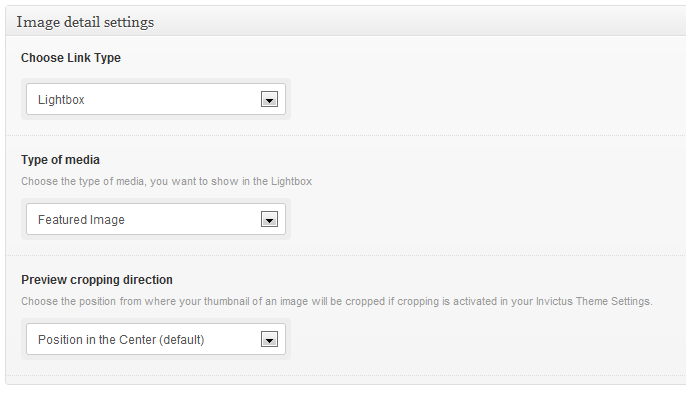 Image detail settings
Choose Link Type
Lightbox
Type of media
Choose the type of media, you want to show in the Lightbox
Featured Image
Preview cropping direction
Choose the position from where your thumbnail of an image will be cropped if cropping is activated in your Invictus Theme Settings.
Position in the Center (default)